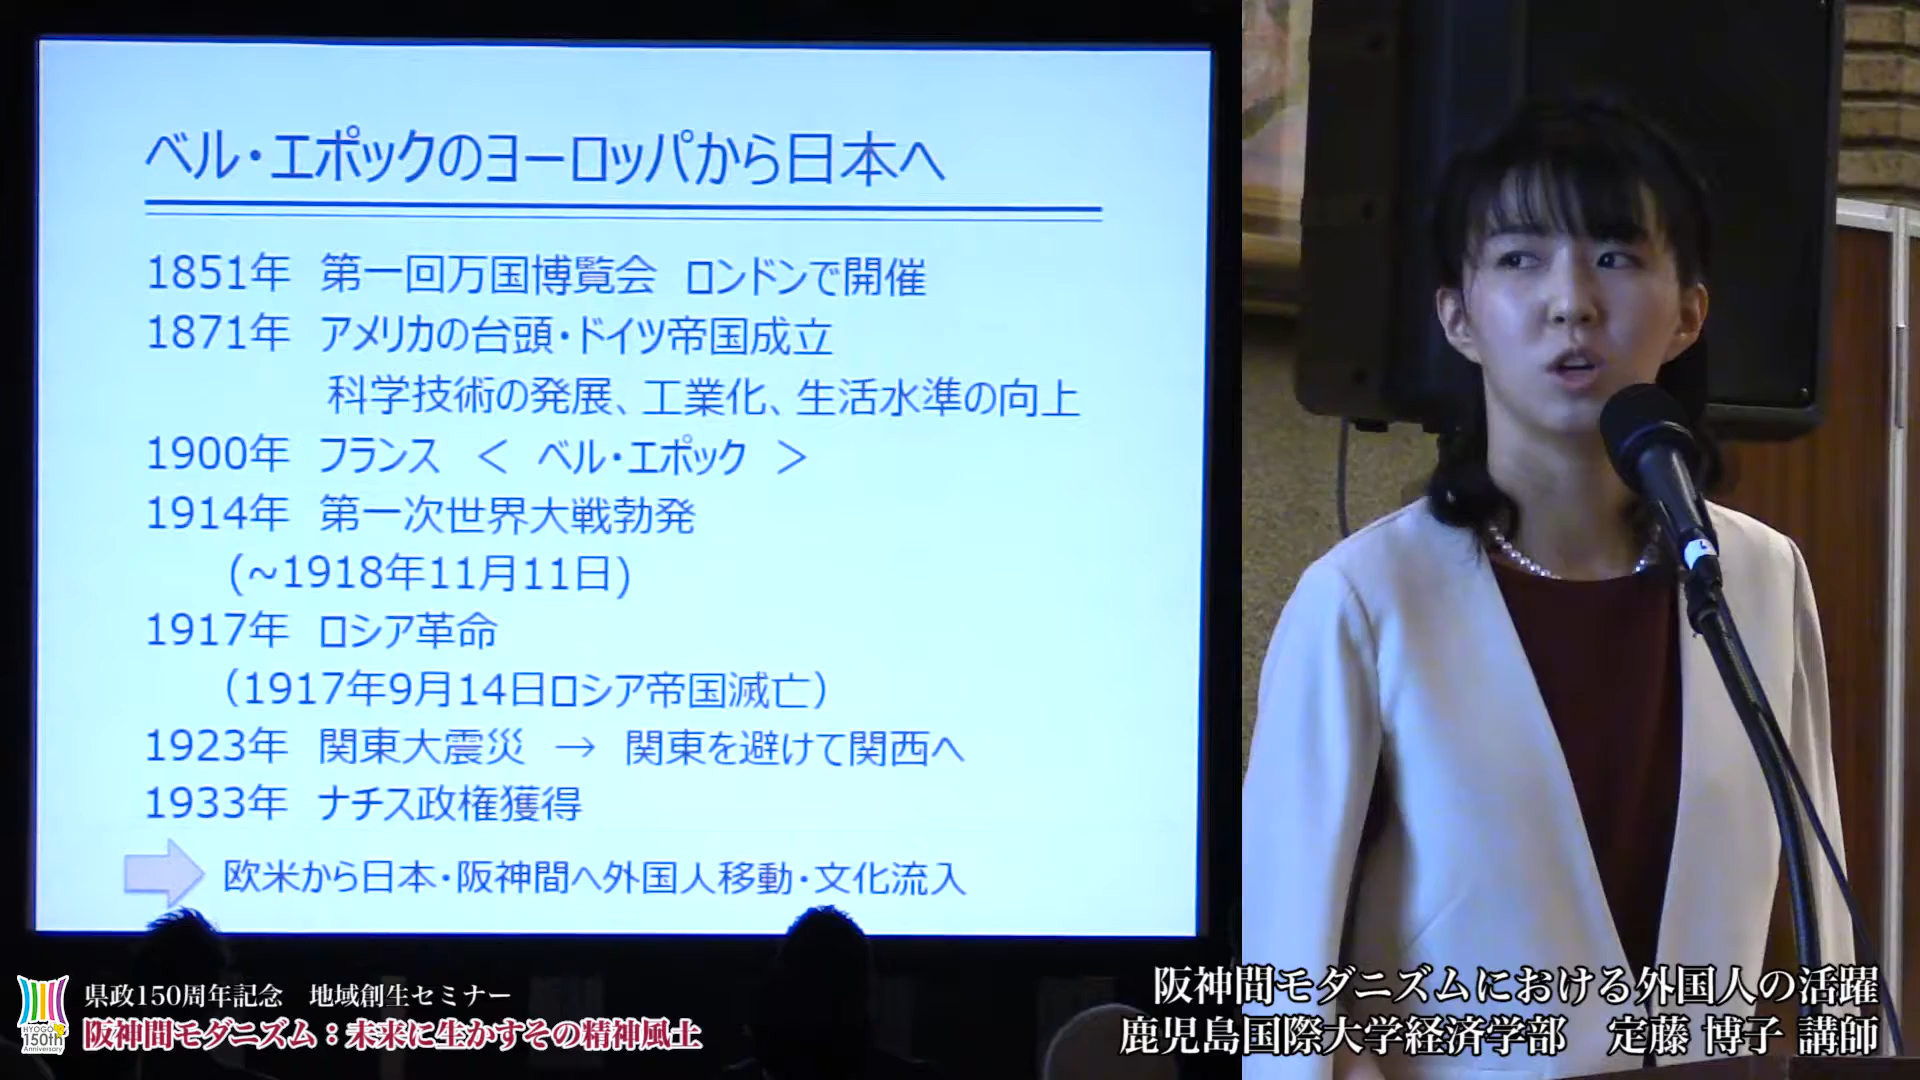 ベル・エポックのヨーロッパから日本へ
1851年 第一回万国博覧会 ロンドンで開催
1871年 アメリカの台頭・ドイツ帝国成立
科学技術の発展、工業化、生活水準の向上
1900年 フランス ＜ ベル・エポック ＞
1914年 第一次世界大戦勃発
(~1918年11月11日)
1917年 ロシア革命
（1917年9月14日ロシア帝国滅亡）
1923年 関東大震災 → 関東を避けて関西へ
1933年 ナチス政権獲得
欧米から日本・阪神間へ外国人移動・文化流入
HYOGO
150th
Anniversary
県政150周年記念 地域創生セミナー
阪神間モダニズム：未来に生かすその精神風土
阪神間モダニズムにおける外国人の活躍
鹿児島国際大学経済学部 定藤 博子 講師